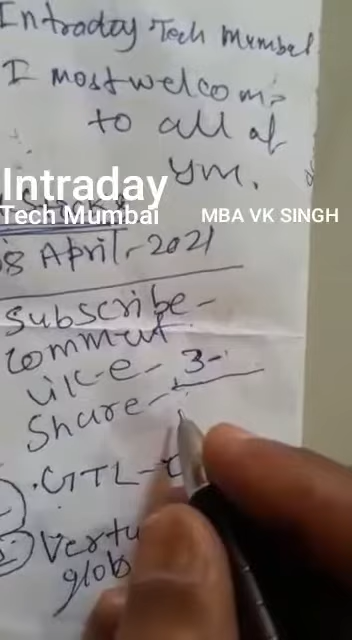 Intraday Tech Mumbai
I most welcome
to all of
you.
Intraday
Tech Mumbai
MBA VK SINGH
8 April, 2021
Subscribe-
comment
Like- 3-
Share-
GTL-
Vertu
glob